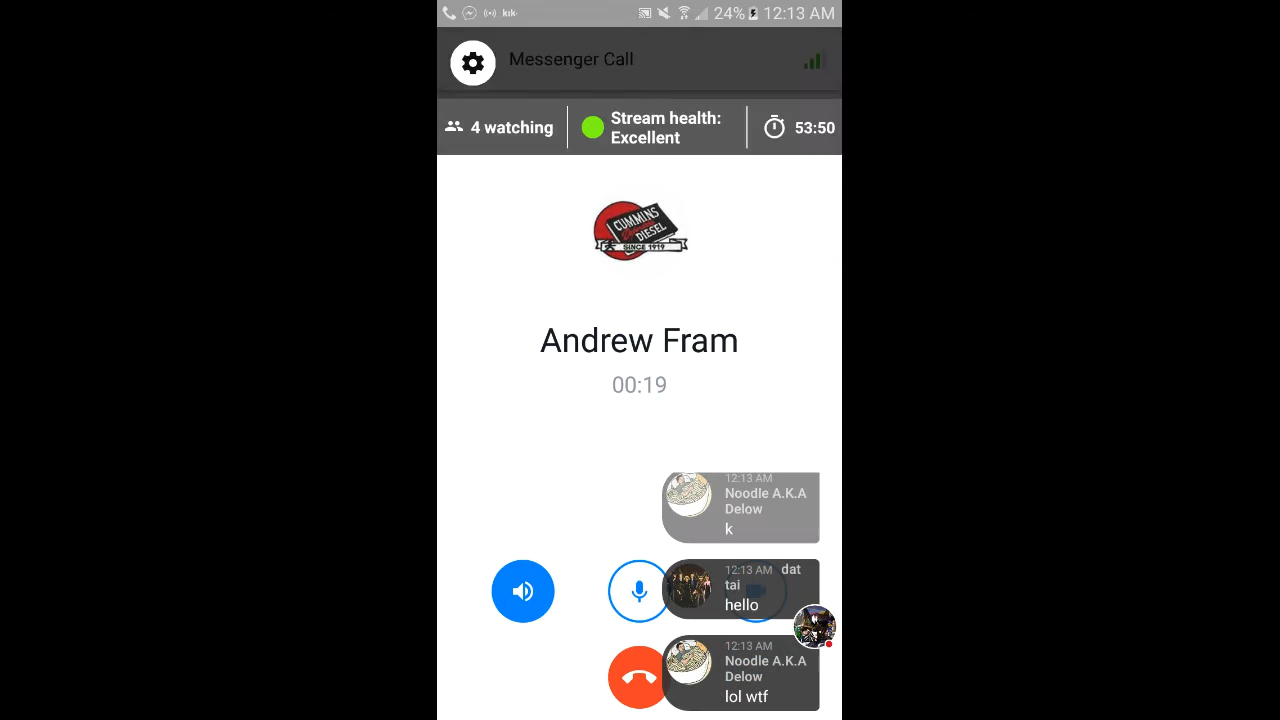 kik 24% 12:13 AM
Messenger Call
4 watching
Stream health:
Excellent
53:50
CUMMINS
DIESEL
SINCE 1919
Andrew Fram
00:19
12:13 AM
Noodle A.K.A
Delow
k
12:13 AM dat
tai
hello
12:13 AM
Noodle A.K.A
Delow
lol wtf